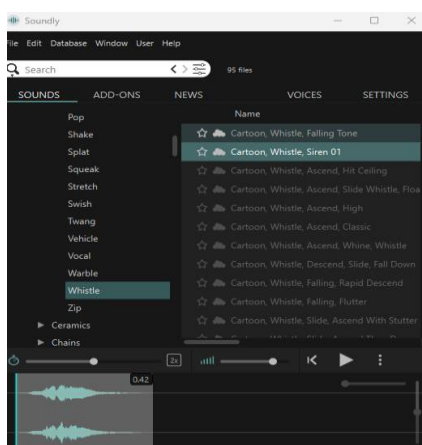 Soundly
File Edit Database Window User Help
Search
95 files
SOUNDS ADD-ONS NEWS VOICES SETTINGS
Name
Pop
Shake
Splat
Squeak
Stretch
Swish
Twang
Vehicle
Vocal
Warble
Whistle
Zip
Ceramics
Chains
Cartoon, Whistle, Falling Tone
Cartoon, Whistle, Siren 01
Cartoon, Whistle, Ascend, Hit Ceiling
Cartoon, Whistle, Ascend, Slide Whistle, Floa
Cartoon, Whistle, Ascend, High
Cartoon, Whistle, Ascend, Classic
Cartoon, Whistle, Ascend, Whine, Whistle
Cartoon, Whistle, Descend, Slide, Fall Down
Cartoon, Whistle, Falling, Rapid Descend
Cartoon, Whistle, Falling, Flutter
Cartoon, Whistle, Slide, Ascend With Stutter
2x
0.42